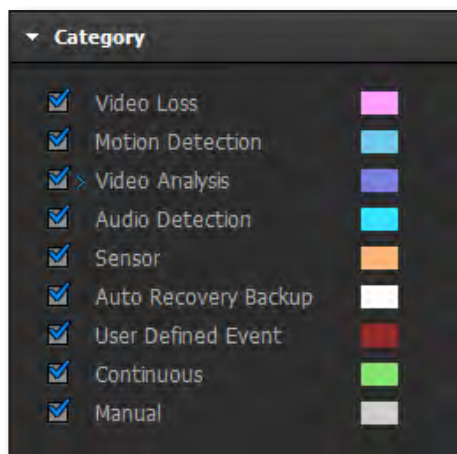 Category
Video Loss
Motion Detection
Video Analysis
Audio Detection
Sensor
Auto Recovery Backup
User Defined Event
Continuous
Manual